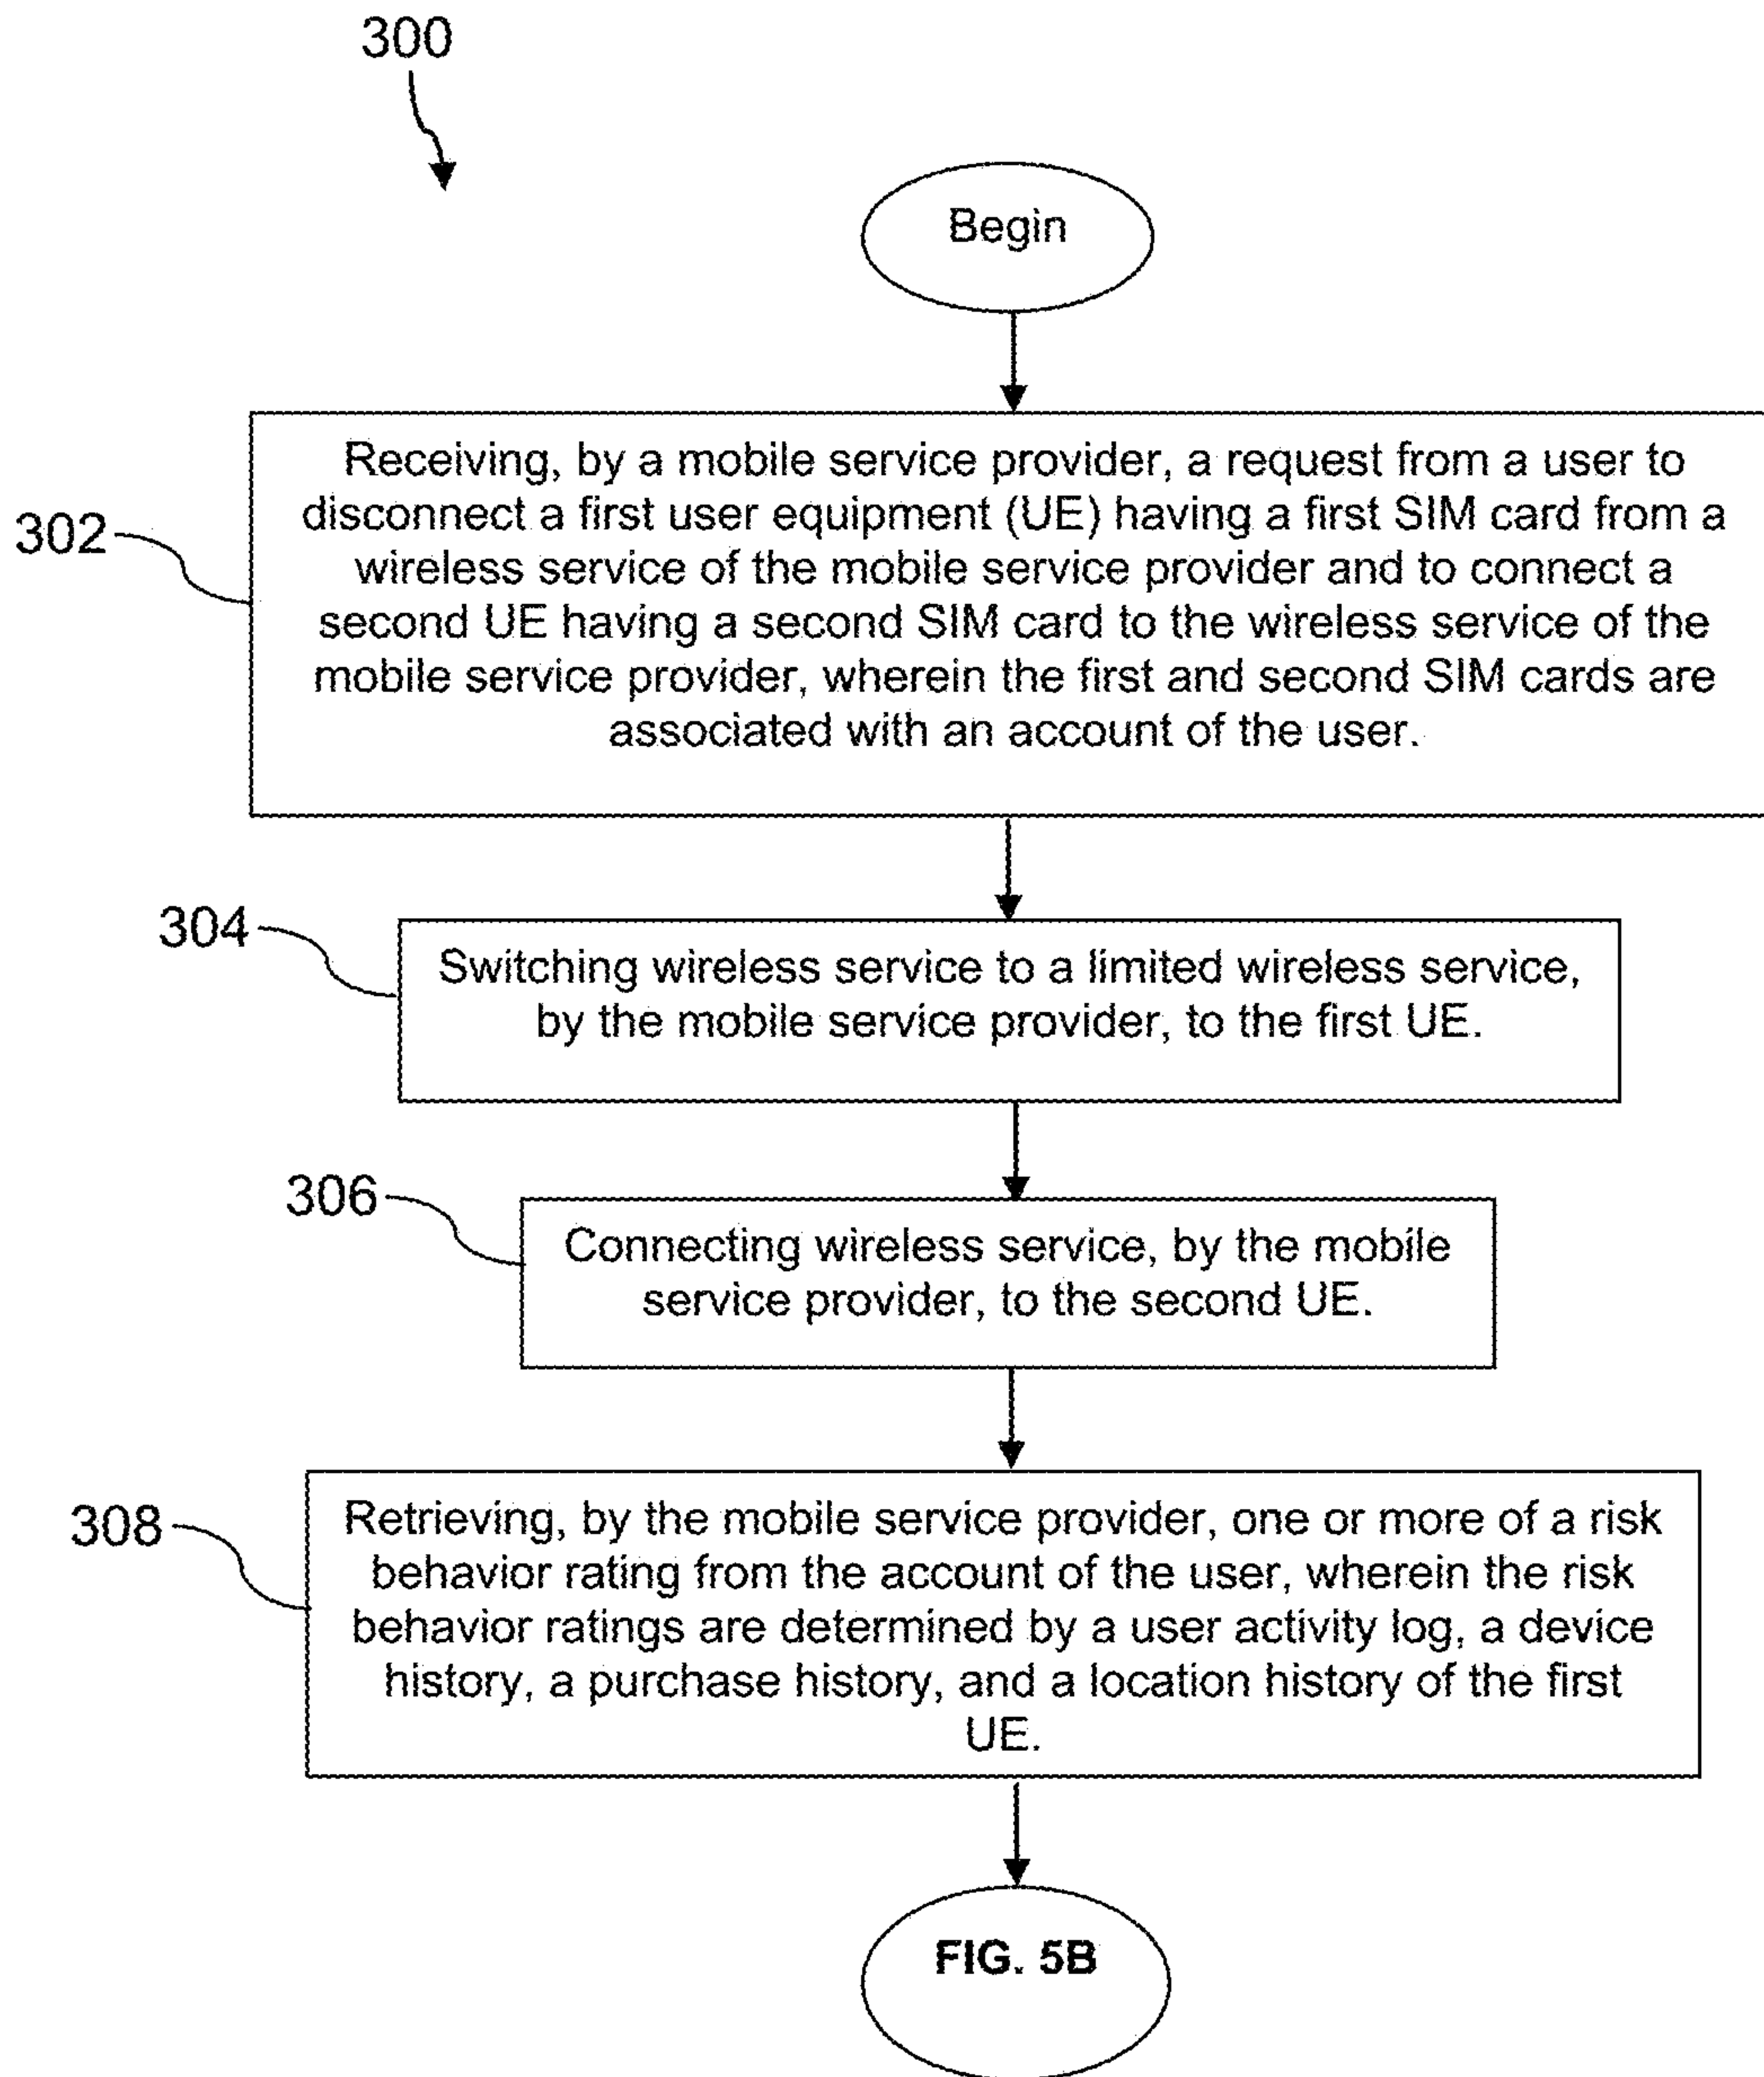 300
Begin
302
Receiving, by a mobile service provider, a request from a user to
disconnect a first user equipment (UE) having a first SIM card from a
wireless service of the mobile service provider and to connect a
second UE having a second SIM card to the wireless service of the
mobile service provider, wherein the first and second SIM cards are
associated with an account of the user.
304
Switching wireless service to a limited wireless service,
by the mobile service provider, to the first UE.
306
Connecting wireless service, by the mobile
service provider, to the second UE.
308
Retrieving, by the mobile service provider, one or more of a risk
behavior rating from the account of the user, wherein the risk
behavior ratings are determined by a user activity log, a device
history, a purchase history, and a location history of the first
UE.
FIG. 5B